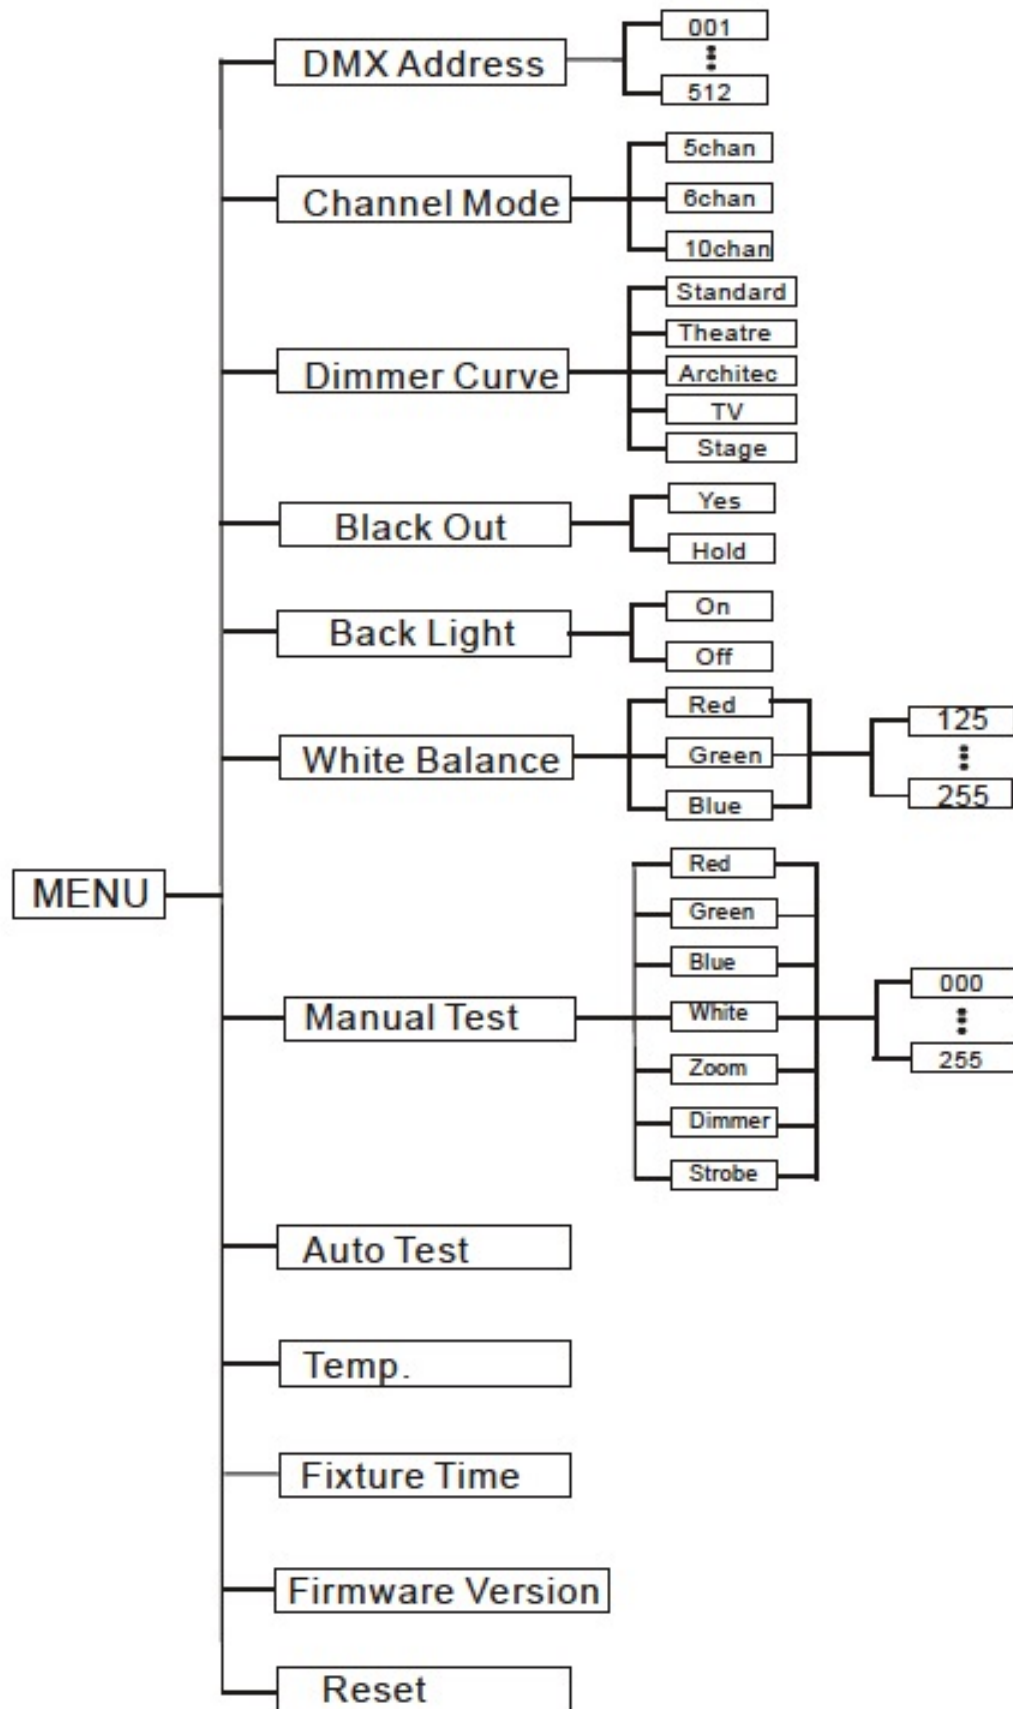 MENU
DMX Address
001
512
Channel Mode
5chan
6chan
10chan
Dimmer Curve
Standard
Theatre
Architec
TV
Stage
Black Out
Yes
Hold
Back Light
On
Off
White Balance
Red
Green
Blue
125
255
Manual Test
Red
Green
Blue
White
Zoom
Dimmer
Strobe
000
255
Auto Test
Temp.
Fixture Time
Firmware Version
Reset